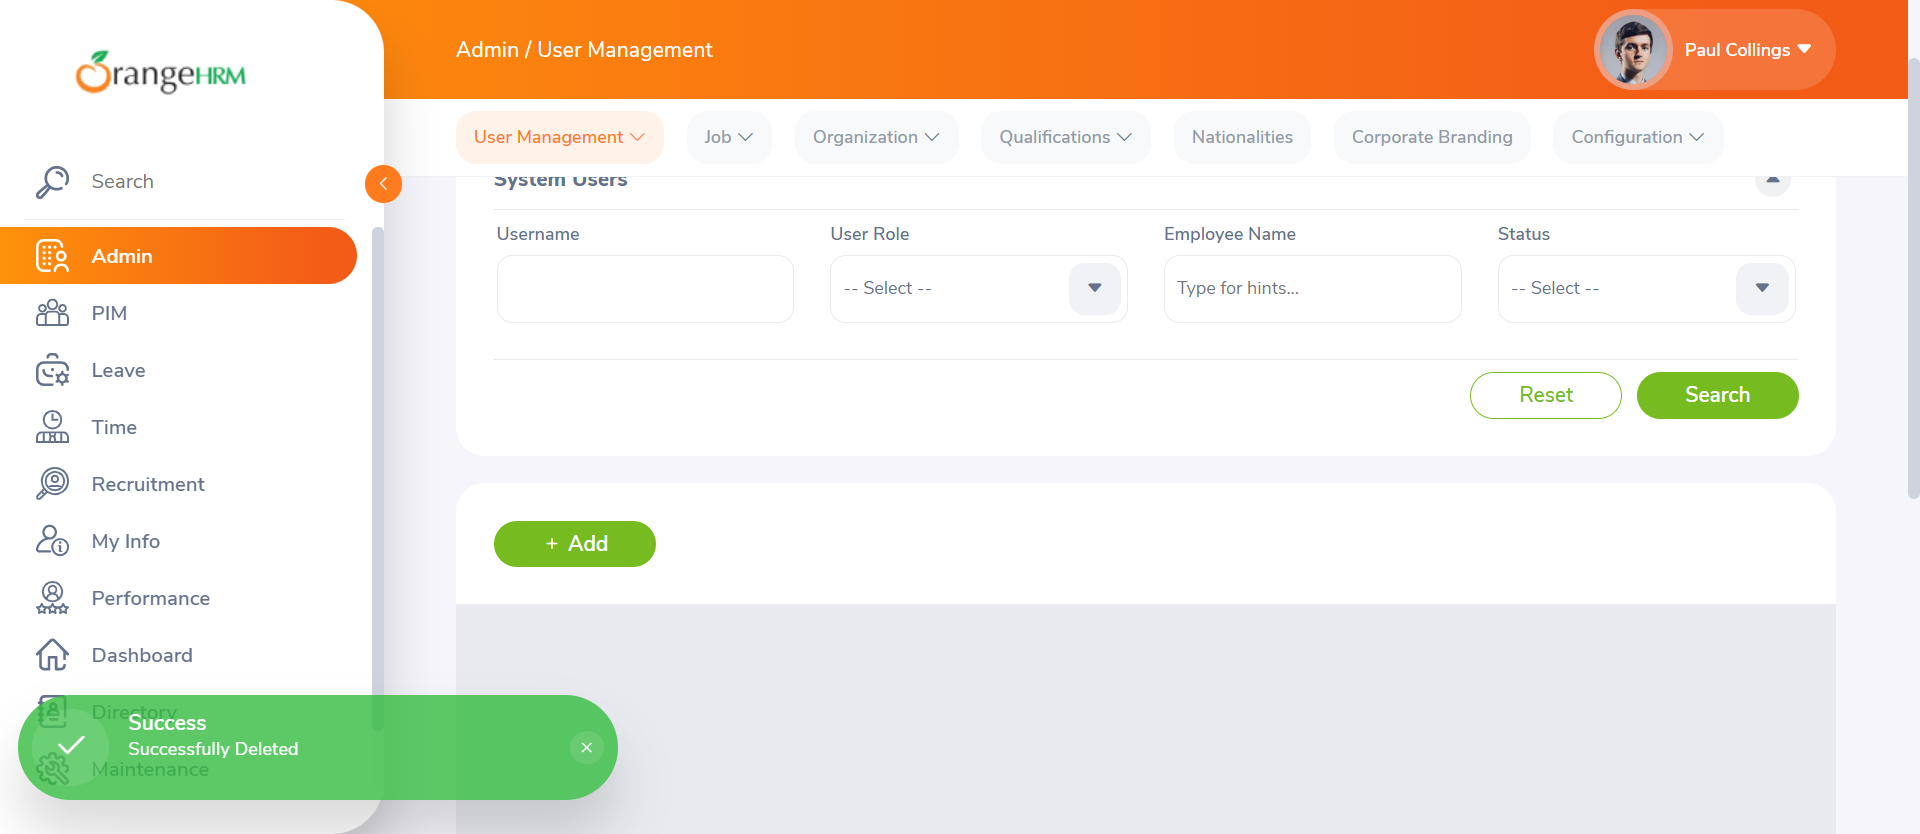 OrangeHRM
Admin / User Management
Paul Collings
User Management
Job
Organization
Qualifications
Nationalities
Corporate Branding
Configuration
Search
Admin
PIM
Leave
Time
Recruitment
My Info
Performance
Dashboard
Directory
Maintenance
System Users
Username
User Role
Employee Name
Status
-- Select --
Type for hints...
-- Select --
Reset
Search
+ Add
Success
Successfully Deleted